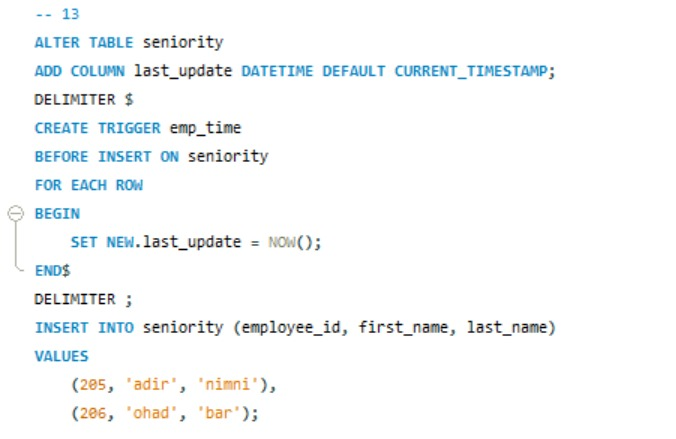 -- 13
ALTER TABLE seniority
ADD COLUMN last_update DATETIME DEFAULT CURRENT_TIMESTAMP;
DELIMITER $
CREATE TRIGGER emp_time
BEFORE INSERT ON seniority
FOR EACH ROW
BEGIN
    SET NEW.last_update = NOW();
END$
DELIMITER ;
INSERT INTO seniority (employee_id, first_name, last_name)
VALUES
    (205, 'adir', 'nimni'),
    (206, 'ohad', 'bar');